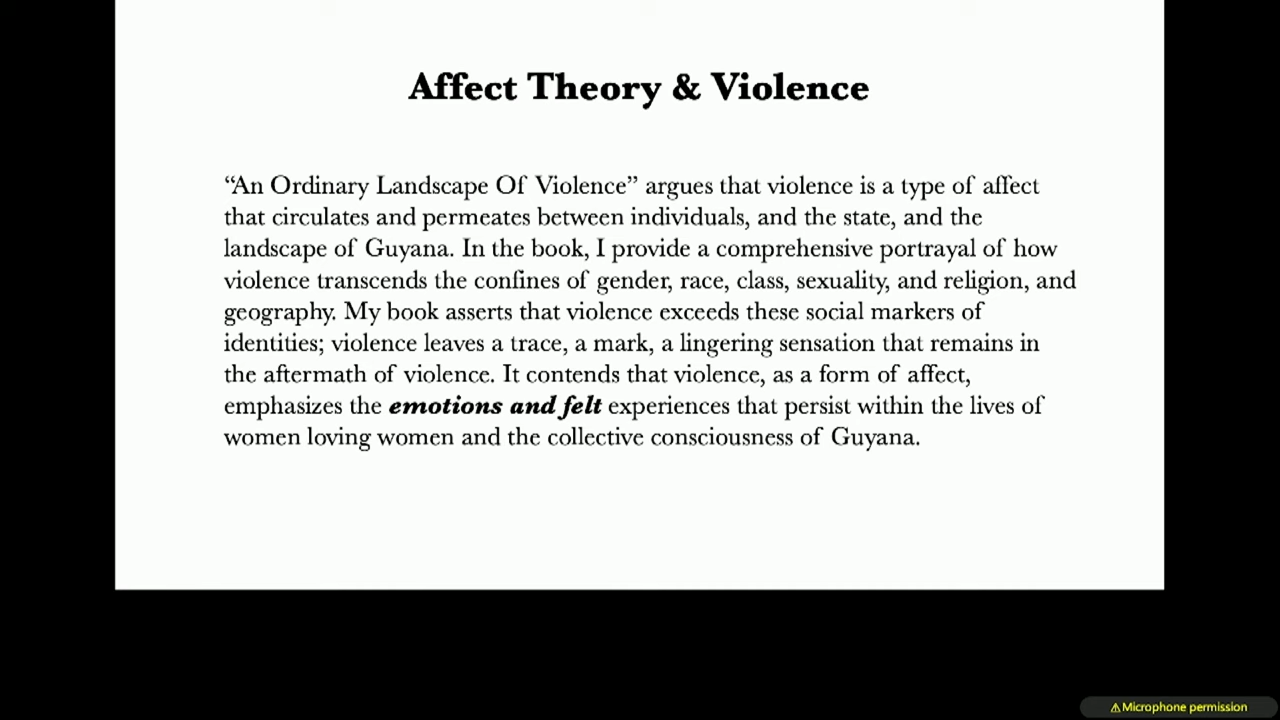 Affect Theory & Violence
“An Ordinary Landscape Of Violence” argues that violence is a type of affect
that circulates and permeates between individuals, and the state, and the
landscape of Guyana. In the book, I provide a comprehensive portrayal of how
violence transcends the confines of gender, race, class, sexuality, and religion, and
geography. My book asserts that violence exceeds these social markers of
identities; violence leaves a trace, a mark, a lingering sensation that remains in
the aftermath of violence. It contends that violence, as a form of affect,
emphasizes the emotions and felt experiences that persist within the lives of
women loving women and the collective consciousness of Guyana.
⚠Microphone permission